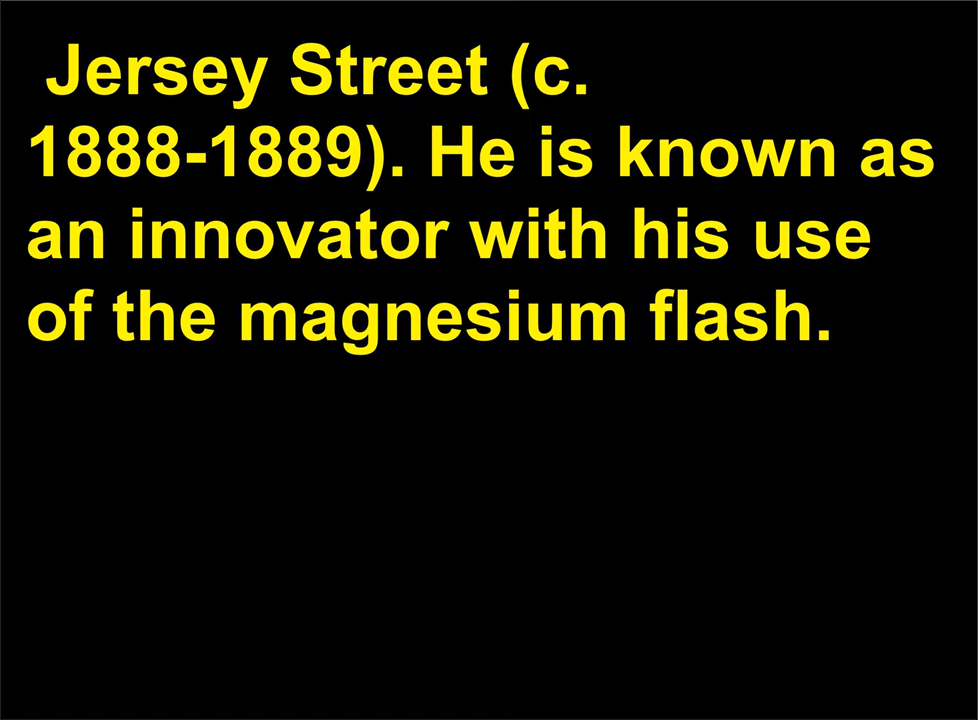 Jersey Street (c.
1888-1889). He is known as
an innovator with his use
of the magnesium flash.